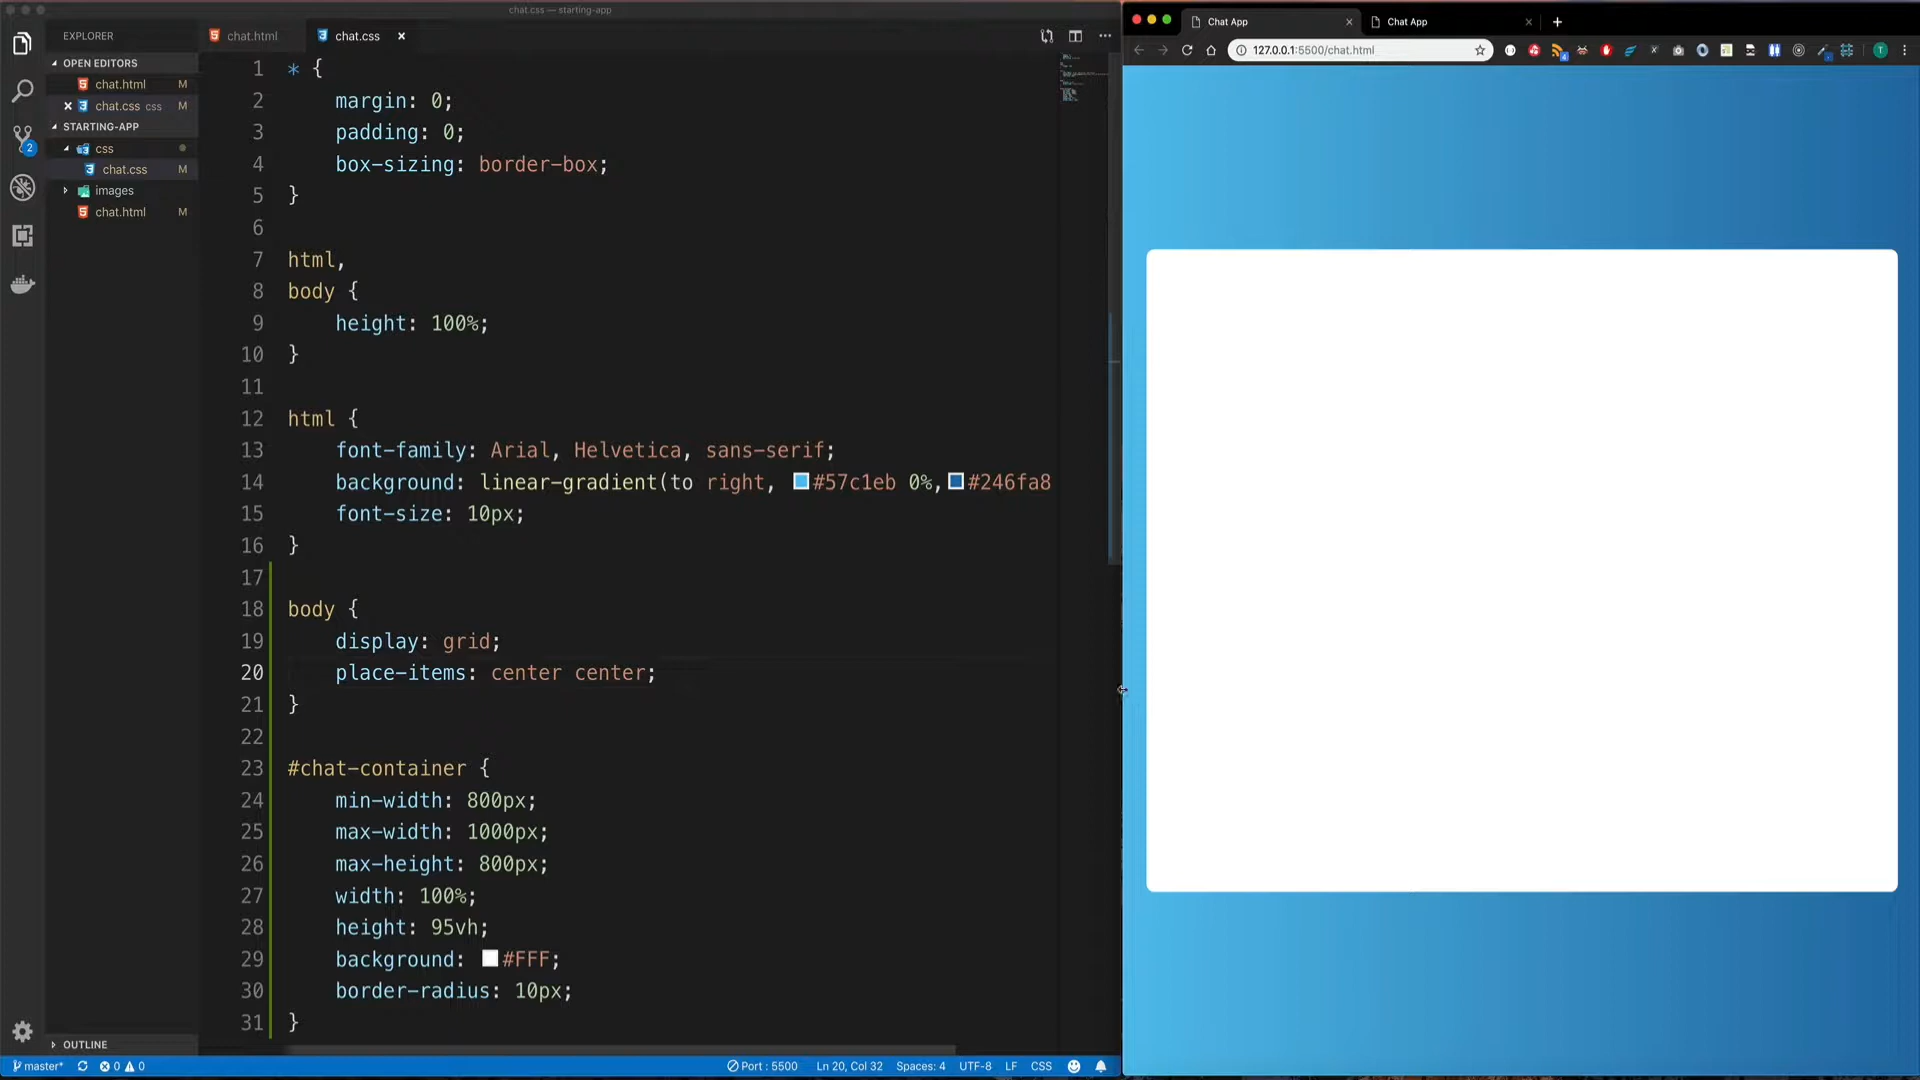 chat.css — starting-app
EXPLORER
OPEN EDITORS
chat.html M
chat.css css M
STARTING-APP
css
chat.css M
images
chat.html M
OUTLINE
2
chat.html
chat.css
1 * {
2 margin: 0;
3 padding: 0;
4 box-sizing: border-box;
5 }
6
7 html,
8 body {
9 height: 100%;
10 }
11
12 html {
13 font-family: Arial, Helvetica, sans-serif;
14 background: linear-gradient(to right, #57c1eb 0%, #246fa8
15 font-size: 10px;
16 }
17
18 body {
19 display: grid;
20 place-items: center center;
21 }
22
23 #chat-container {
24 min-width: 800px;
25 max-width: 1000px;
26 max-height: 800px;
27 width: 100%;
28 height: 95vh;
29 background: #FFF;
30 border-radius: 10px;
31 }
master* 0 0 Port : 5500 Ln 20, Col 32 Spaces: 4 UTF-8 LF CSS
Chat App Chat App
127.0.0.1:5500/chat.html
4
T